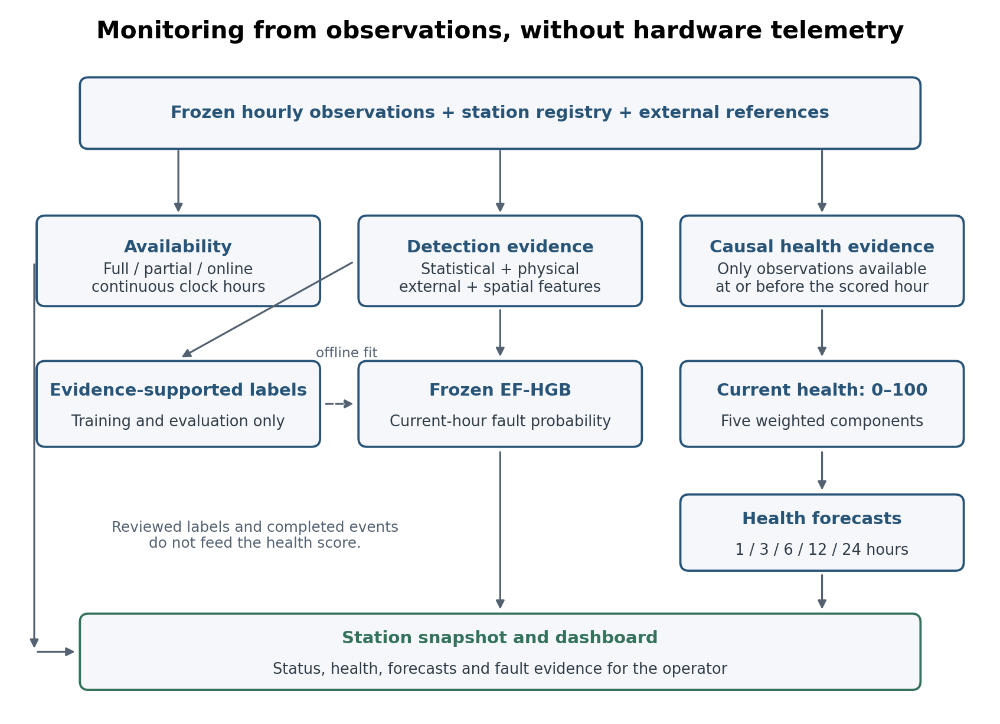 Monitoring from observations, without hardware telemetry
Frozen hourly observations + station registry + external references
Availability
Full / partial / online
continuous clock hours
Detection evidence
Statistical + physical
external + spatial features
Causal health evidence
Only observations available
at or before the scored hour
offline fit
Evidence-supported labels
Training and evaluation only
Frozen EF-HGB
Current-hour fault probability
Current health: 0–100
Five weighted components
Reviewed labels and completed events
do not feed the health score.
Health forecasts
1 / 3 / 6 / 12 / 24 hours
Station snapshot and dashboard
Status, health, forecasts and fault evidence for the operator